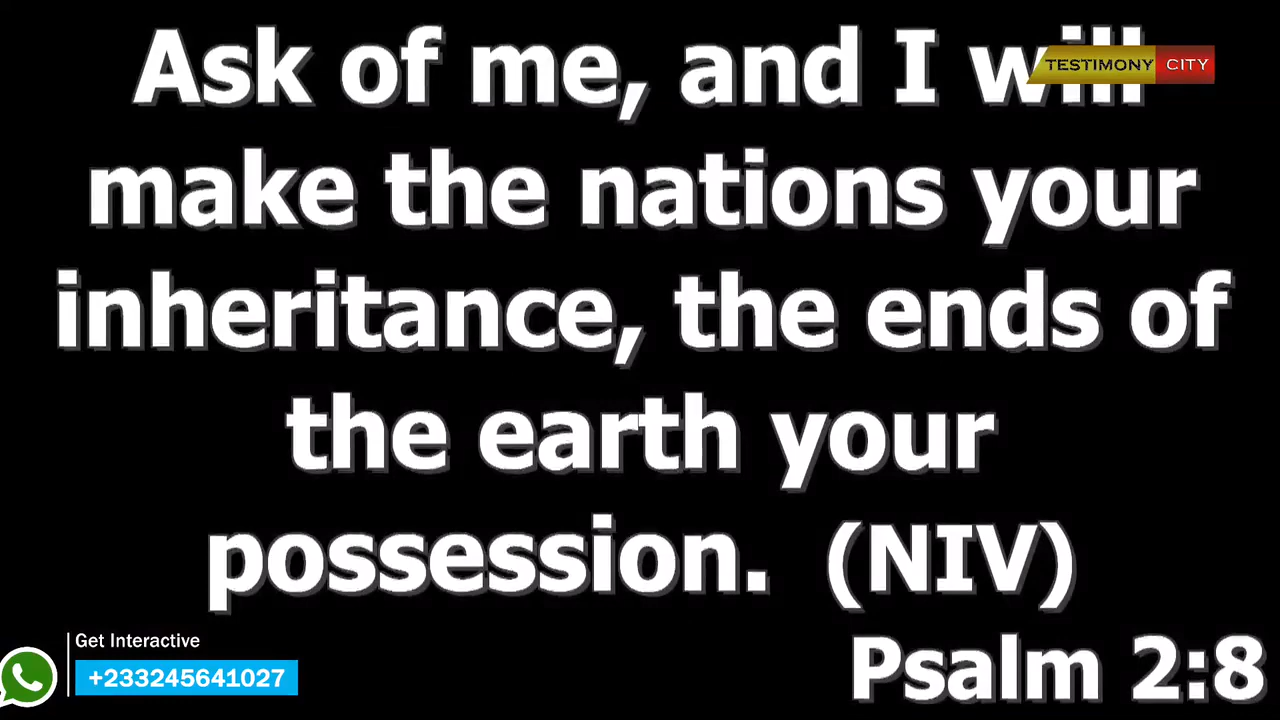 Ask of me, and I will
TESTIMONY CITY
make the nations your
inheritance, the ends of
the earth your
possession. (NIV)
Get Interactive
+233245641027
Psalm 2:8